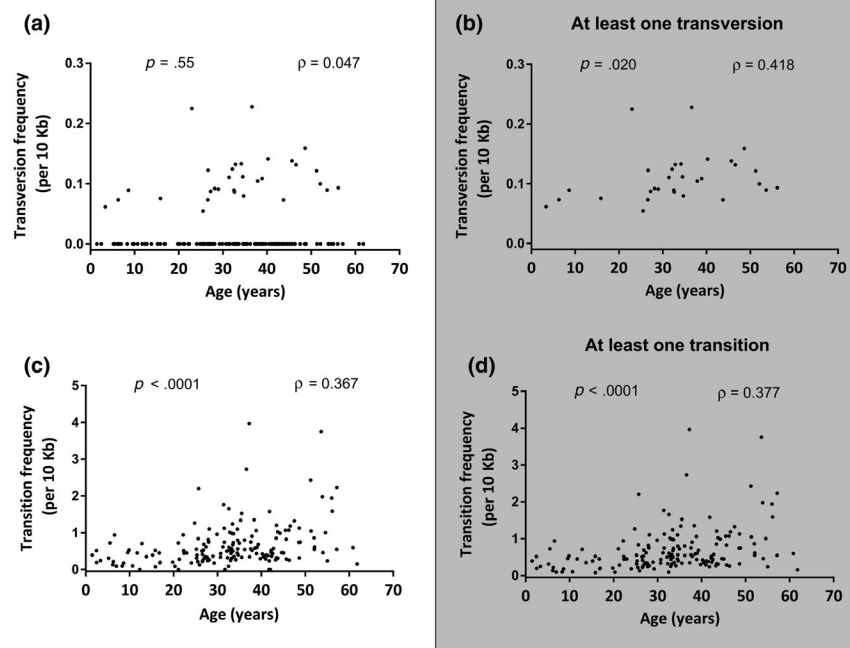 (a)
p = .55
ρ = 0.047
Transversion frequency
(per 10 Kb)
0.3
0.2
0.1
0.0
0 10 20 30 40 50 60 70
Age (years)
(b)
At least one transversion
p = .020
ρ = 0.418
Transversion frequency
(per 10 Kb)
0.3
0.2
0.1
0.0
0 10 20 30 40 50 60 70
Age (years)
(c)
p < .0001
ρ = 0.367
Transition frequency
(per 10 Kb)
5
4
3
2
1
0
0 10 20 30 40 50 60 70
Age (years)
At least one transition
(d)
p < .0001
ρ = 0.377
Transition frequency
(per 10 Kb)
5
4
3
2
1
0
0 10 20 30 40 50 60 70
Age (years)